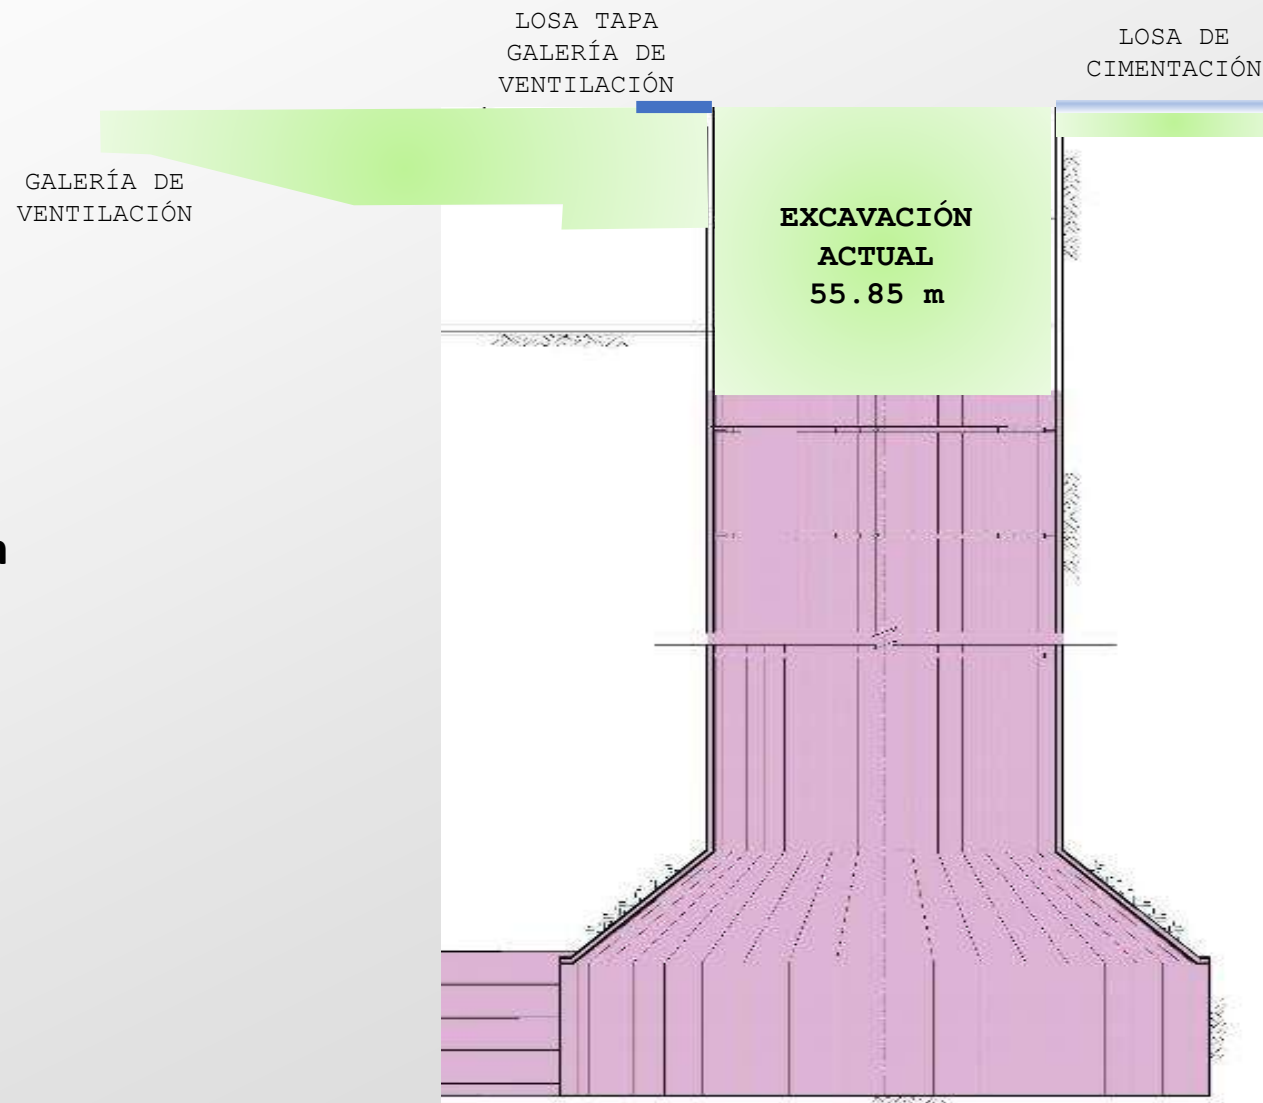 LOSA TAPA
GALERÍA DE
VENTILACIÓN
LOSA DE
CIMENTACIÓN
GALERÍA DE
VENTILACIÓN
EXCAVACIÓN
ACTUAL
55.85 m